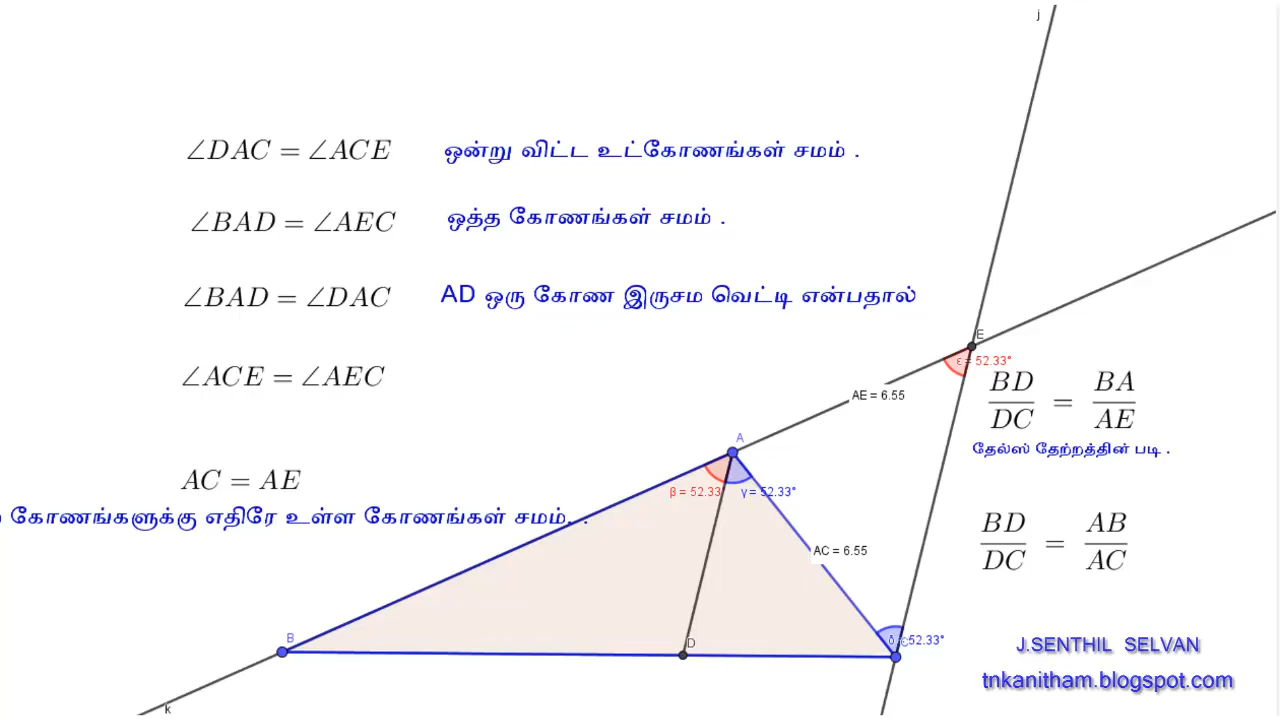 j
∠DAC = ∠ACE ஒன்று விட்ட உட்கோணங்கள் சமம் .
∠BAD = ∠AEC ஒத்த கோணங்கள் சமம் .
∠BAD = ∠DAC AD ஒரு கோண இருசம வெட்டி என்பதால்
E
ε = 52.33°
∠ACE = ∠AEC
AE = 6.55
BD/DC = BA/AE
தேல்ஸ் தேற்றத்தின் படி .
A
AC = AE
β = 52.33
γ = 52.33°
கோணங்களுக்கு எதிரே உள்ள கோணங்கள் சமம். .
BD/DC = AB/AC
AC = 6.55
B
D
52.33°
J.SENTHIL SELVAN
tnkanitham.blogspot.com
k